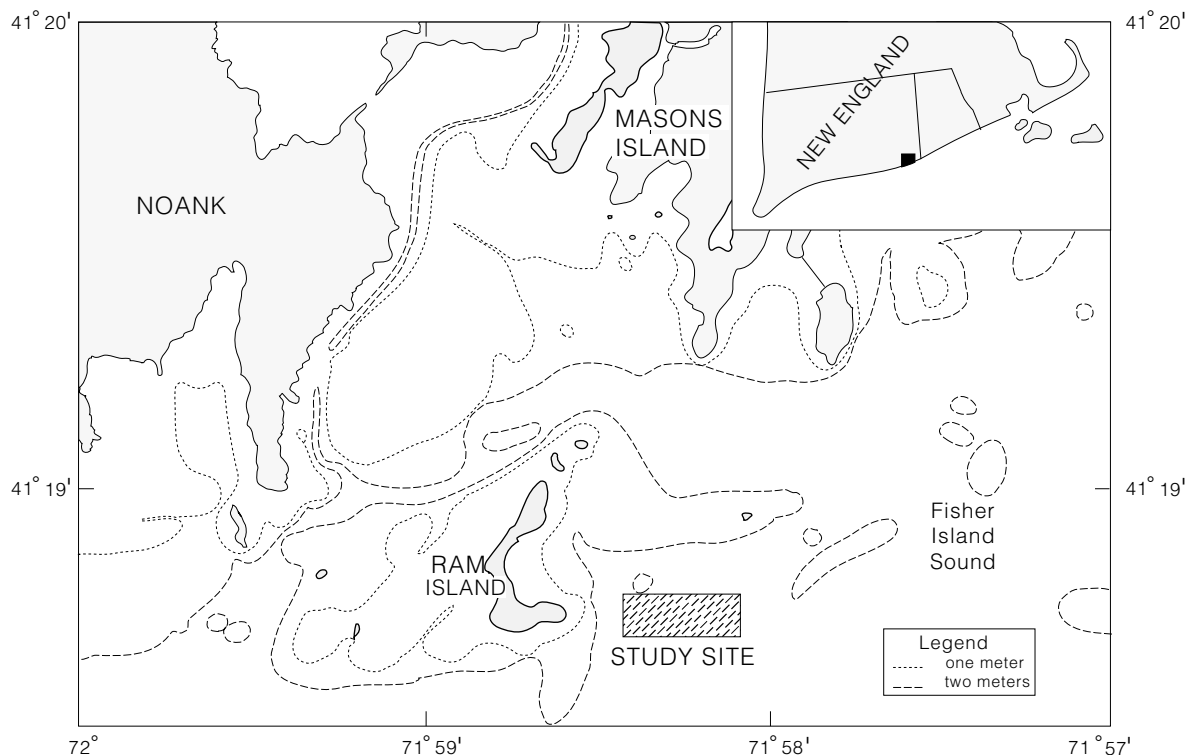 41° 20'
41° 20'
NEW ENGLAND
MASONS
ISLAND
NOANK
41° 19'
41° 19'
Fisher
Island
Sound
RAM
ISLAND
STUDY SITE
Legend
one meter
two meters
72°
71° 59'
71° 58'
71° 57'